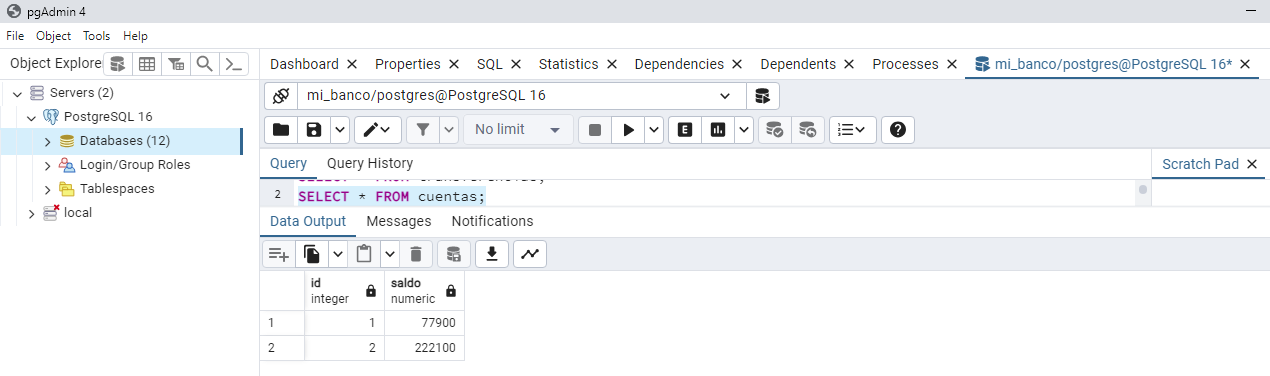 pgAdmin 4
File Object Tools Help
Object Explore
Dashboard Properties SQL Statistics Dependencies Dependents Processes mi_banco/postgres@PostgreSQL 16*
Servers (2)
PostgreSQL 16
Databases (12)
Login/Group Roles
Tablespaces
local
mi_banco/postgres@PostgreSQL 16
No limit
E
Query Query History
Scratch Pad
2 SELECT * FROM cuentas;
Data Output Messages Notifications
id saldo
integer numeric
1 1 77900
2 2 222100